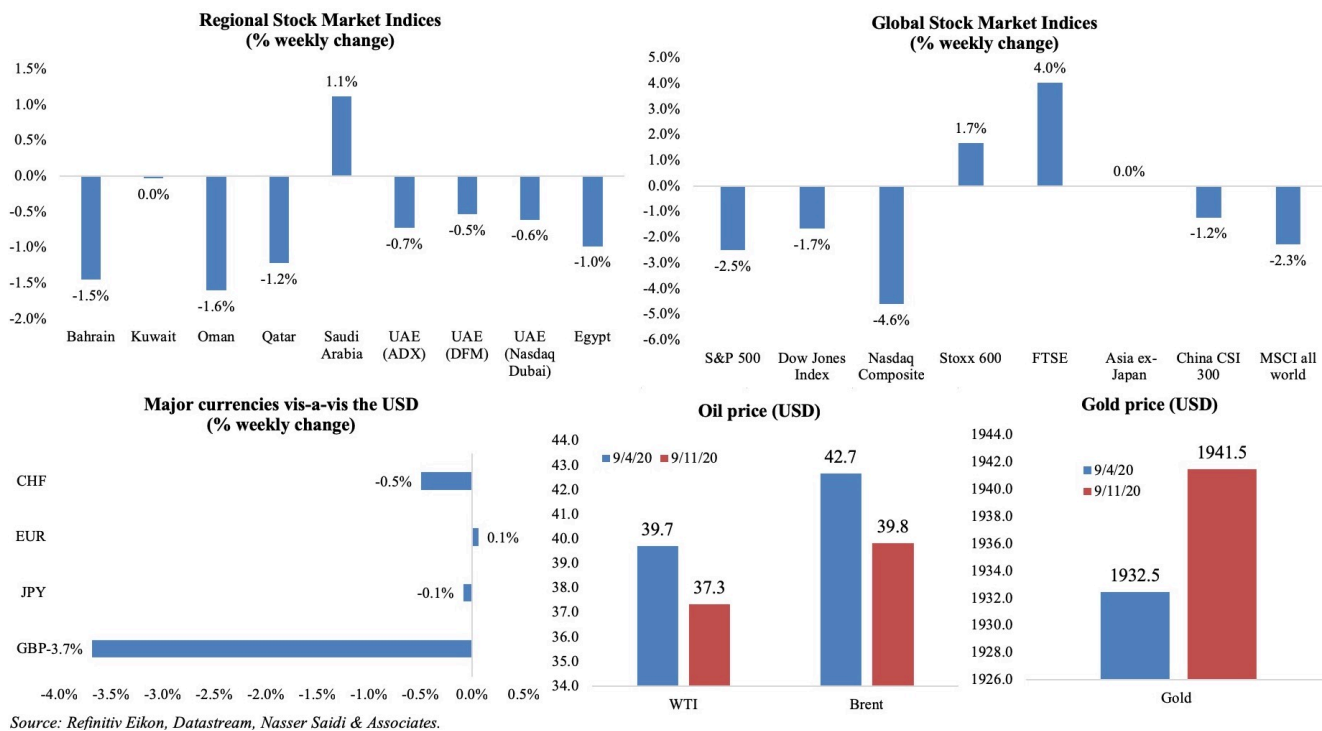 Regional Stock Market Indices
(% weekly change)
1.5%
1.0%
0.5%
0.0%
-0.5%
-1.0%
-1.5%
-2.0%
-1.5%
0.0%
-1.6%
-1.2%
1.1%
-0.7%
-0.5%
-0.6%
-1.0%
Bahrain
Kuwait
Oman
Qatar
Saudi
Arabia
UAE
(ADX)
UAE
(DFM)
UAE
(Nasdaq
Dubai)
Egypt
Global Stock Market Indices
(% weekly change)
5.0%
4.0%
3.0%
2.0%
1.0%
0.0%
-1.0%
-2.0%
-3.0%
-4.0%
-5.0%
-6.0%
-2.5%
-1.7%
-4.6%
1.7%
4.0%
0.0%
-1.2%
-2.3%
S&P 500
Dow Jones
Index
Nasdaq
Composite
Stoxx 600
FTSE
Asia ex-
Japan
China CSI
300
MSCI all
world
Major currencies vis-a-vis the USD
(% weekly change)
CHF
-0.5%
EUR
0.1%
JPY
-0.1%
GBP
-3.7%
-4.0%
-3.5%
-3.0%
-2.5%
-2.0%
-1.5%
-1.0%
-0.5%
0.0%
0.5%
Oil price (USD)
44.0
43.0
42.0
41.0
40.0
39.0
38.0
37.0
36.0
35.0
34.0
9/4/20
9/11/20
39.7
37.3
42.7
39.8
WTI
Brent
Gold price (USD)
1944.0
1942.0
1940.0
1938.0
1936.0
1934.0
1932.0
1930.0
1928.0
1926.0
9/4/20
9/11/20
1932.5
1941.5
Gold
Source: Refinitiv Eikon, Datastream, Nasser Saidi & Associates.